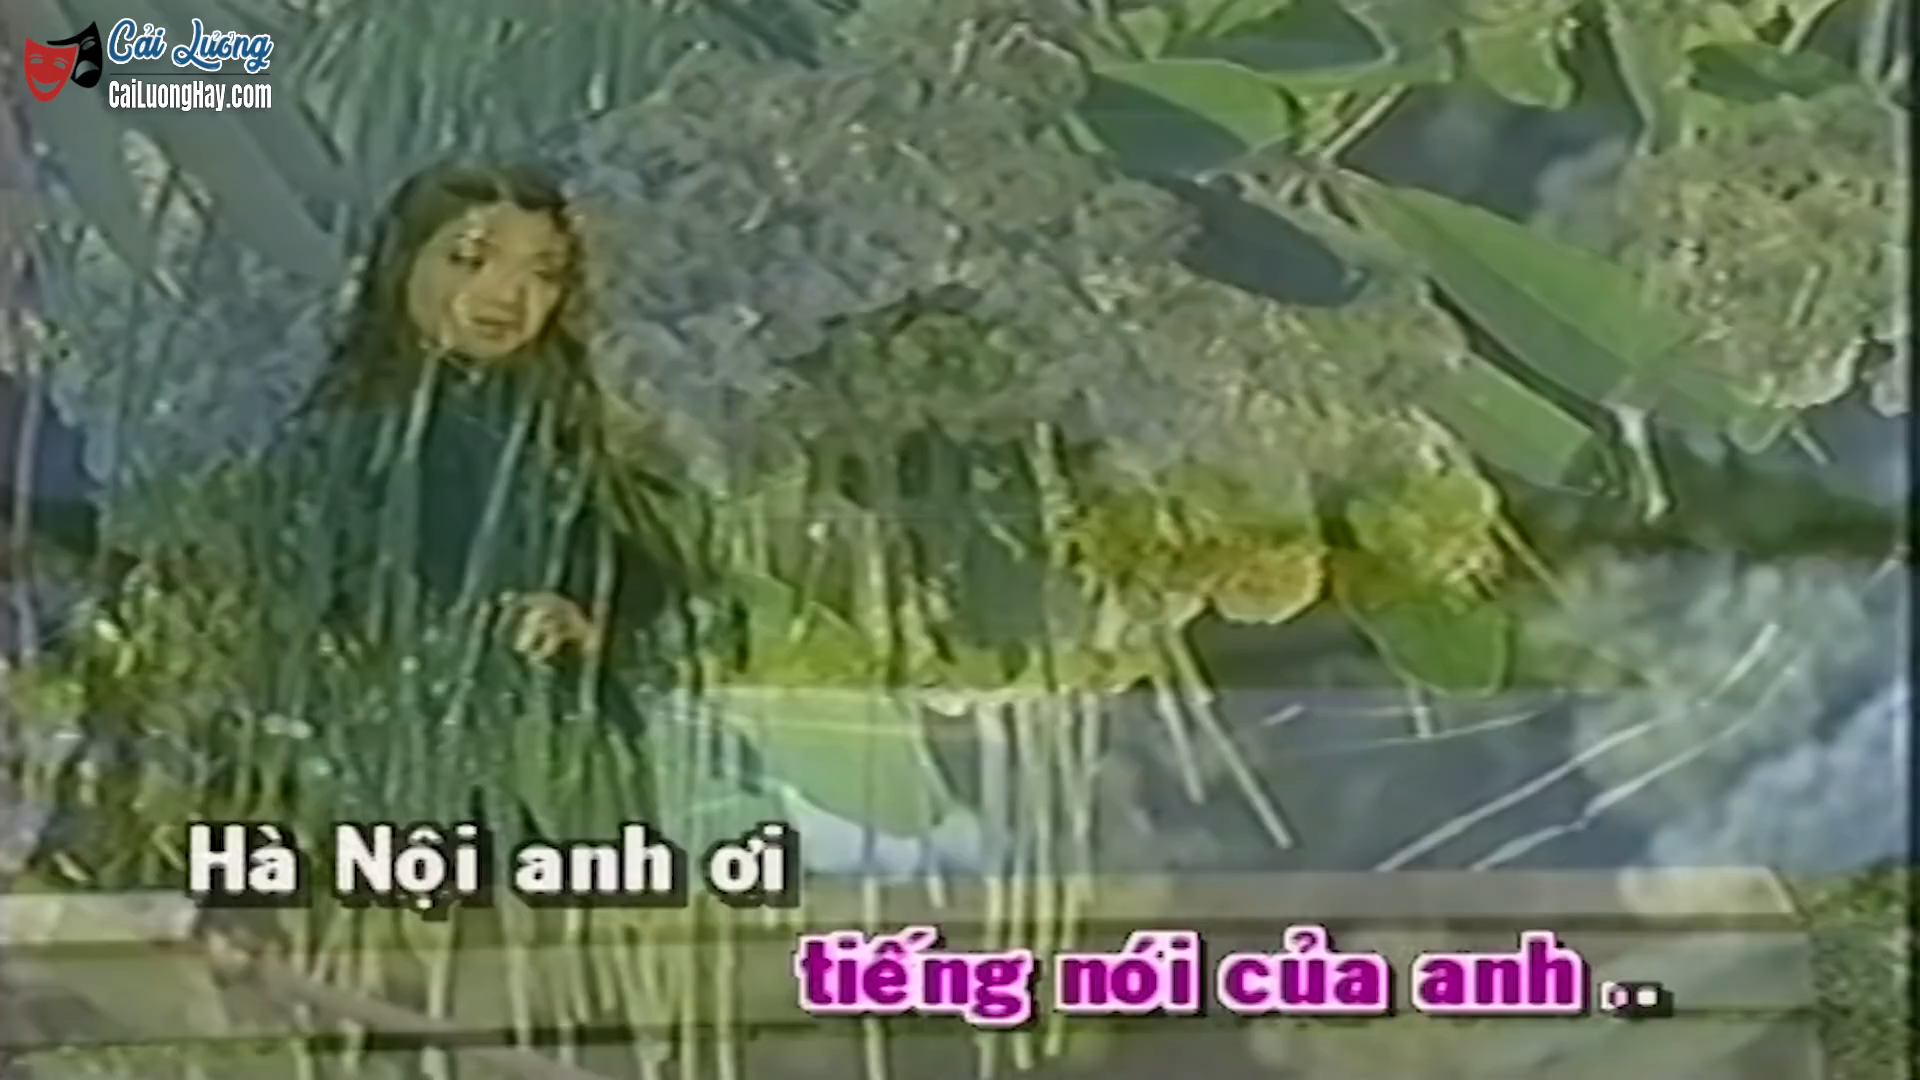 Cải Lương
CaiLuongHay.com
Hà Nội anh ơi
tiếng nói của anh...